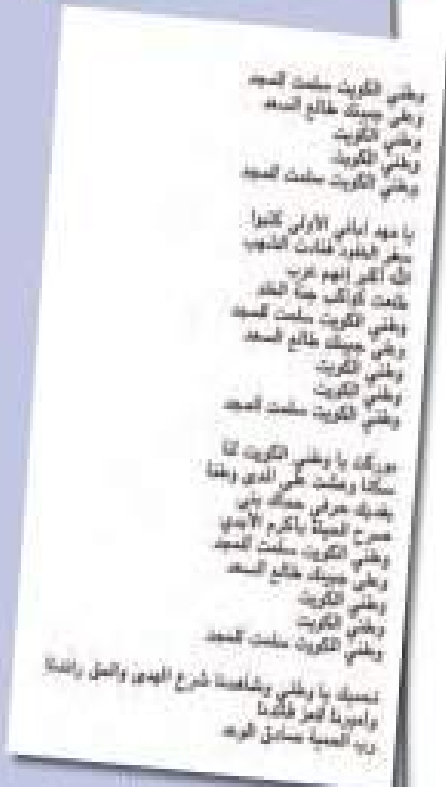 وطني الكويت سلمت للمجد
وعلى جبينك طالع السعد
وطني الكويت
وطني الكويت
وطني الكويت سلمت للمجد

يا مهد آبائي الأولى كتبوا
سفر الخلود فنادت الشهب
الله أكبر إنهم عرب
طلعت كواكب جنة الخلد
وطني الكويت سلمت للمجد
وعلى جبينك طالع السعد
وطني الكويت
وطني الكويت
وطني الكويت سلمت للمجد

بوركت يا وطني الكويت لنا
سكنا وعشت على المدى وطنا
يفديك حر في حماك بنى
صرح الحياة بأكرم الأيدي
وطني الكويت سلمت للمجد
وعلى جبينك طالع السعد
وطني الكويت
وطني الكويت
وطني الكويت سلمت للمجد

نحميك يا وطني وشاهدنا شرع الهدى والحق رائدنا
وأميرنا للعز قائدنا
رب الحمية صادق الوعد